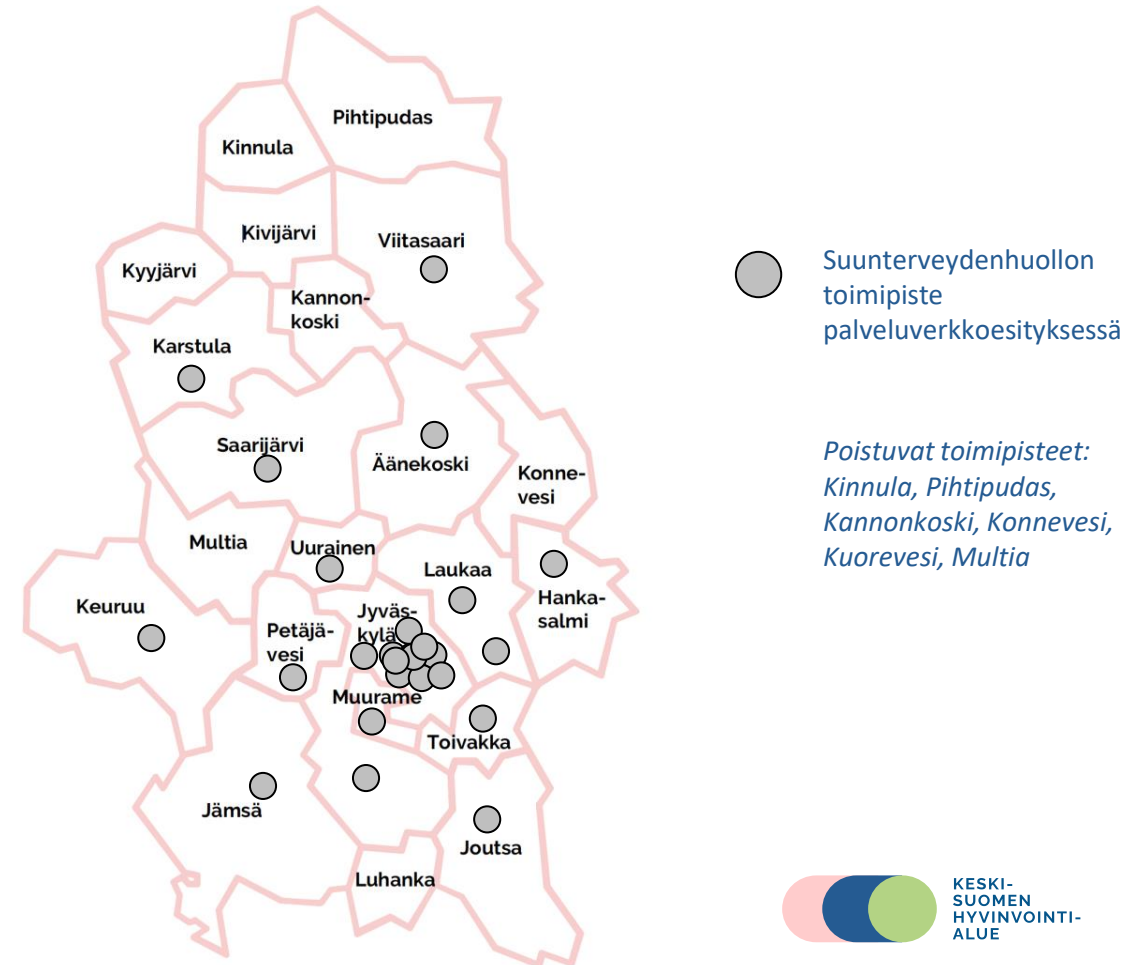 Pihtipudas
Kinnula
Kivijärvi
Viitasaari
Kyyjärvi
Kannon-
koski
Karstula
Saarijärvi
Äänekoski
Konne-
vesi
Multia
Uurainen
Laukaa
Hanka-
salmi
Keuruu
Jyväs-
kylä
Petäjä-
vesi
Muurame
Toivakka
Jämsä
Joutsa
Luhanka
Suunterveydenhuollon
toimipiste
palveluverkkoesityksessä
Poistuvat toimipisteet:
Kinnula, Pihtipudas,
Kannonkoski, Konnevesi,
Kuorevesi, Multia
KESKI-
SUOMEN
HYVINVOINTI-
ALUE